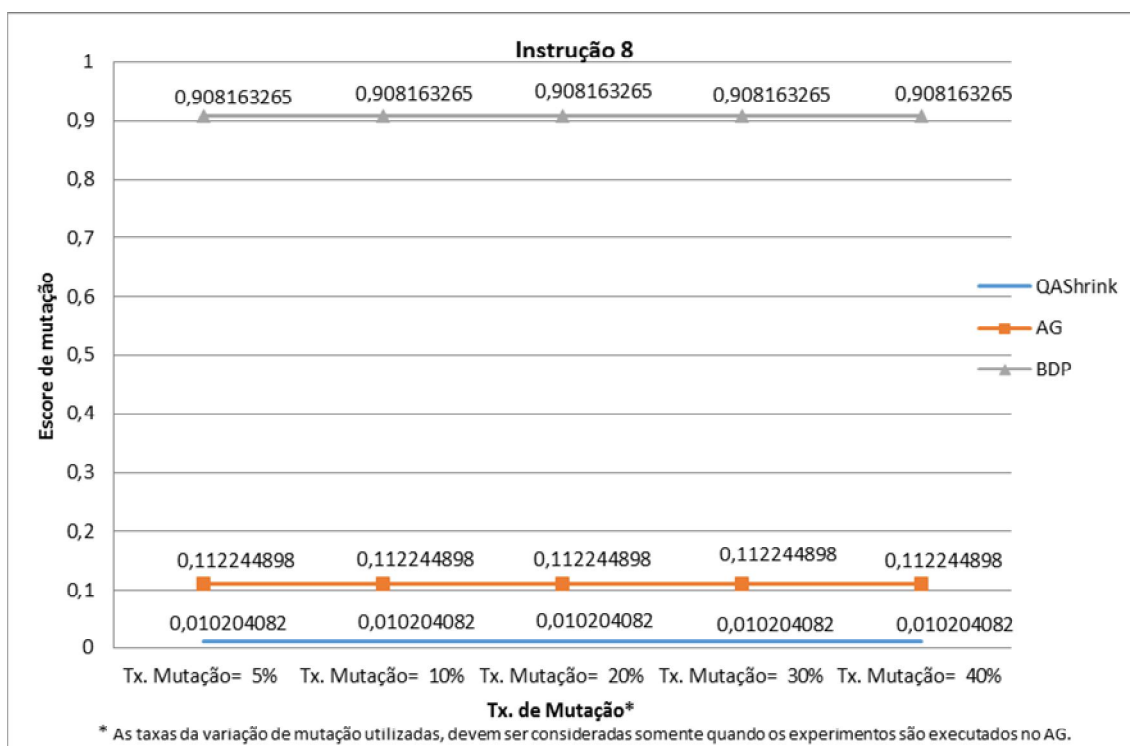 Instrução 8
1
0,908163265 0,908163265 0,908163265 0,908163265 0,908163265
0,9
0,8
0,7
0,6
0,5
0,4
0,3
0,2
0,112244898 0,112244898 0,112244898 0,112244898 0,112244898
0,1
0,010204082 0,010204082 0,010204082 0,010204082 0,010204082
0
Escore de mutação
QAShrink
AG
BDP
Tx. Mutação= 5% Tx. Mutação= 10% Tx. Mutação= 20% Tx. Mutação= 30% Tx. Mutação= 40%
Tx. de Mutação*
* As taxas da variação de mutação utilizadas, devem ser consideradas somente quando os experimentos são executados no AG.